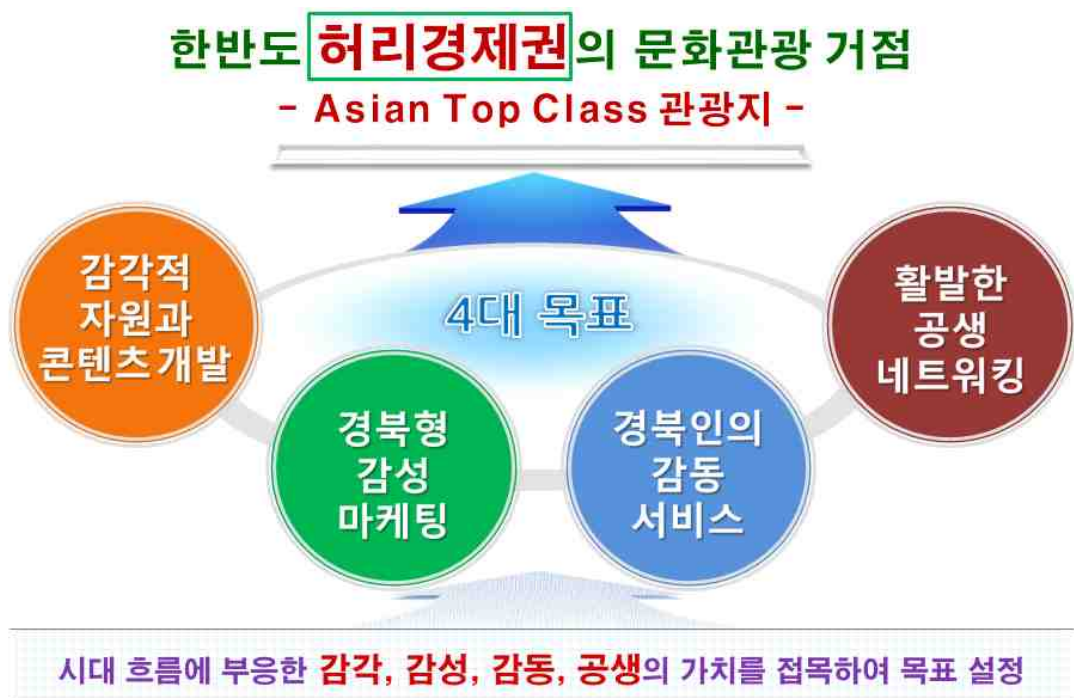 한반도 허리경제권의 문화관광 거점
- Asian Top Class 관광지 -
4대 목표
감각적
자원과
콘텐츠 개발
경북형
감성
마케팅
경북인의
감동
서비스
활발한
공생
네트워킹
시대 흐름에 부응한 감각, 감성, 감동, 공생의 가치를 접목하여 목표 설정